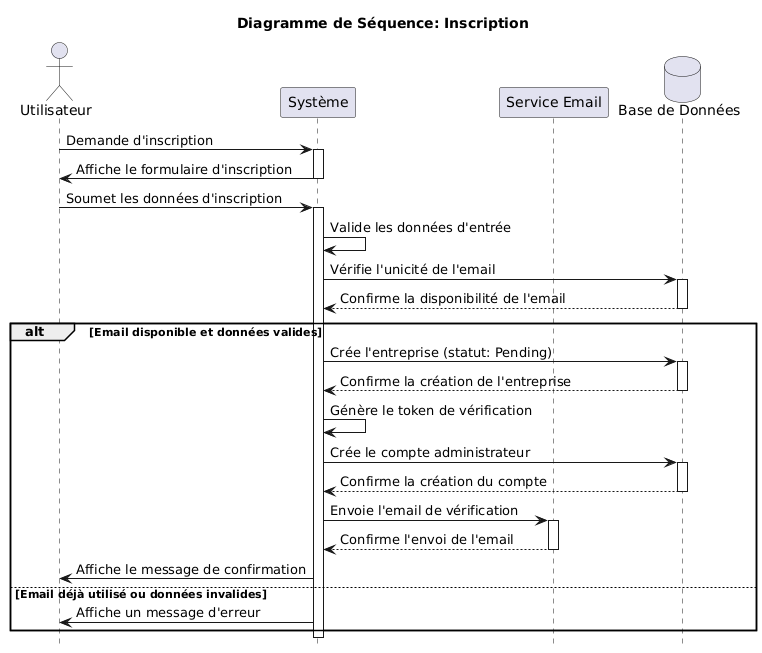 Diagramme de Séquence: Inscription
Utilisateur
Système
Service Email
Base de Données
Demande d'inscription
Affiche le formulaire d'inscription
Soumet les données d'inscription
Valide les données d'entrée
Vérifie l'unicité de l'email
Confirme la disponibilité de l'email
alt
[Email disponible et données valides]
Crée l'entreprise (statut: Pending)
Confirme la création de l'entreprise
Génère le token de vérification
Crée le compte administrateur
Confirme la création du compte
Envoie l'email de vérification
Confirme l'envoi de l'email
Affiche le message de confirmation
[Email déjà utilisé ou données invalides]
Affiche un message d'erreur